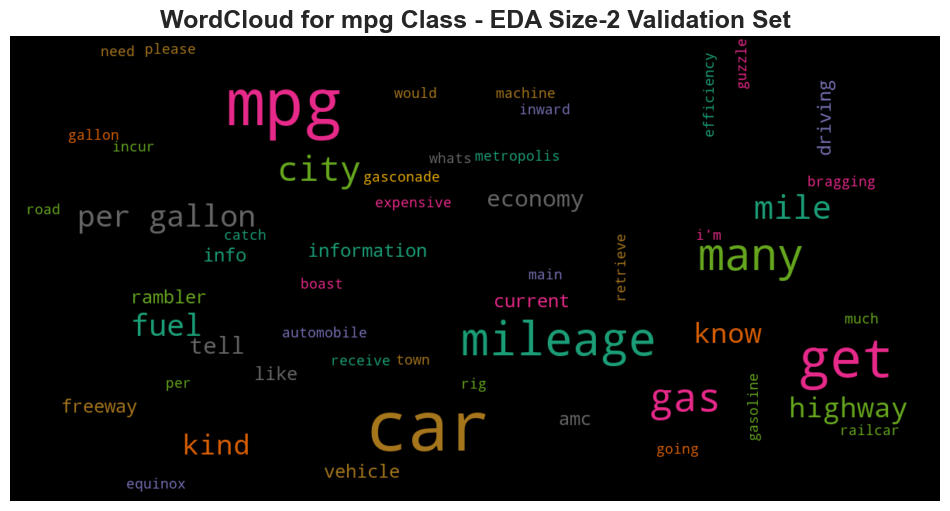 WordCloud for mpg Class - EDA Size-2 Validation Set
need please
guzzle
efficiency
mpg
would
machine
inward
driving
gallon
incur
city
whats
metropolis
gasconade
bragging
road
per gallon
expensive
economy
mile
catch
i'm
many
info
information
retrieve
main
boast
rambler
current
fuel
tell
automobile
mileage
know
much
get
receive
town
like
per
rig
gas
gasoline
highway
freeway
car
amc
railcar
kind
going
vehicle
equinox